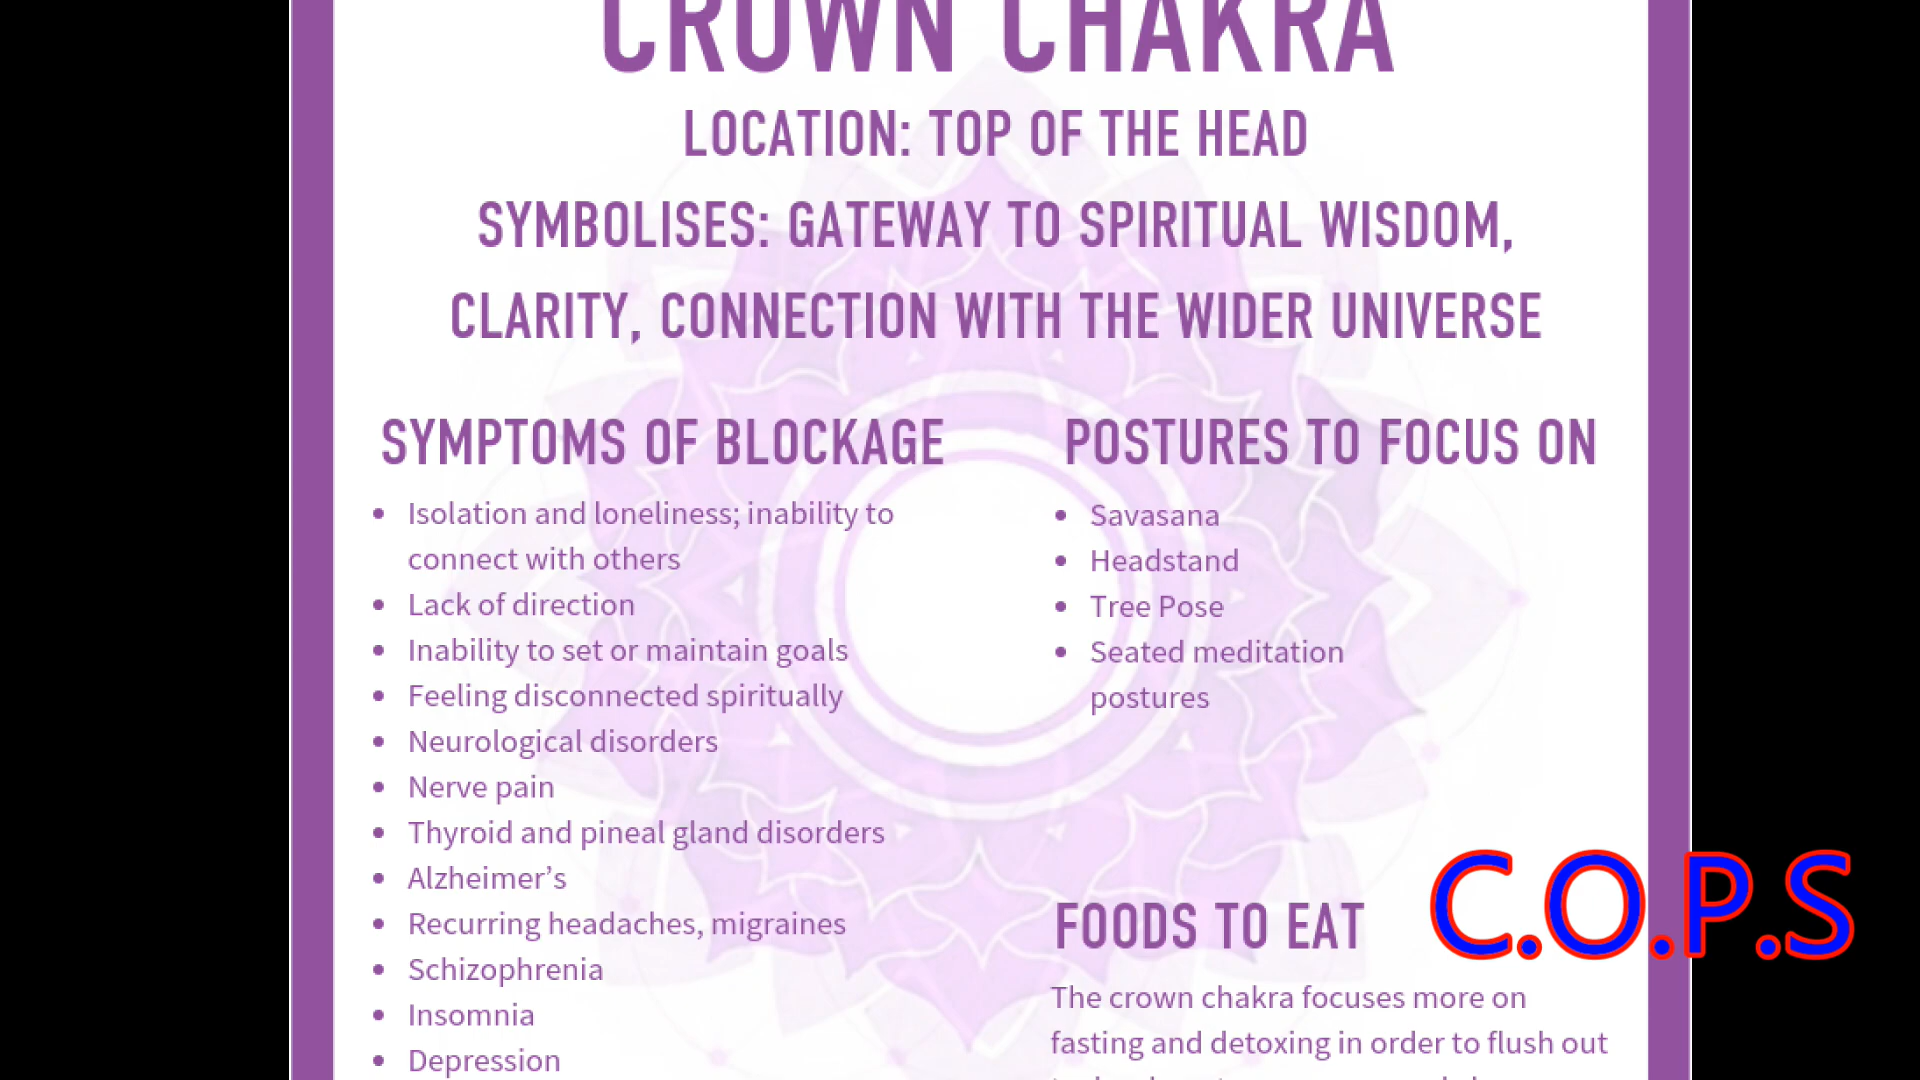 CROWN CHAKRA
LOCATION: TOP OF THE HEAD
SYMBOLISES: GATEWAY TO SPIRITUAL WISDOM,
CLARITY, CONNECTION WITH THE WIDER UNIVERSE
SYMPTOMS OF BLOCKAGE
• Isolation and loneliness; inability to
connect with others
• Lack of direction
• Inability to set or maintain goals
• Feeling disconnected spiritually
• Neurological disorders
• Nerve pain
• Thyroid and pineal gland disorders
• Alzheimer’s
• Recurring headaches, migraines
• Schizophrenia
• Insomnia
• Depression
POSTURES TO FOCUS ON
• Savasana
• Headstand
• Tree Pose
• Seated meditation
postures
FOODS TO EAT
The crown chakra focuses more on
fasting and detoxing in order to flush out
C.O.P.S